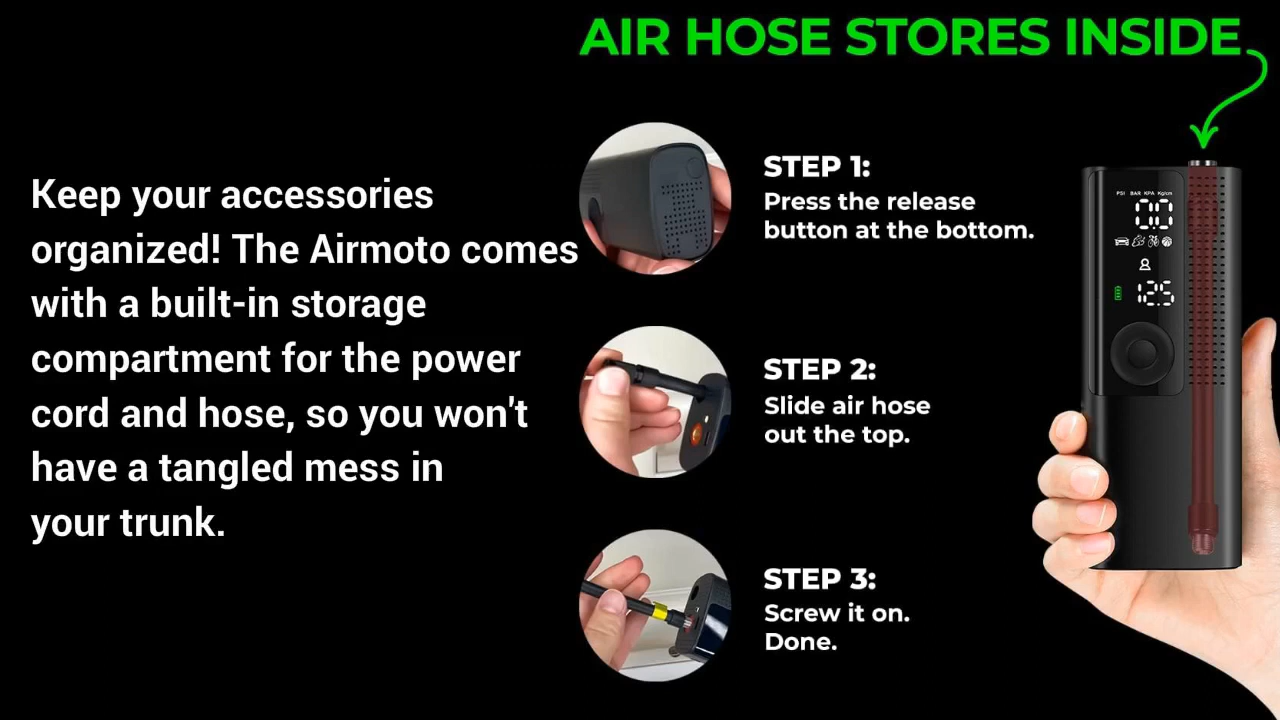 AIR HOSE STORES INSIDE
Keep your accessories
organized! The Airmoto comes
with a built-in storage
compartment for the power
cord and hose, so you won't
have a tangled mess in
your trunk.
STEP 1:
Press the release
button at the bottom.
STEP 2:
Slide air hose
out the top.
STEP 3:
Screw it on.
Done.
PSI BAR KPA Kg/cm
0.0
125